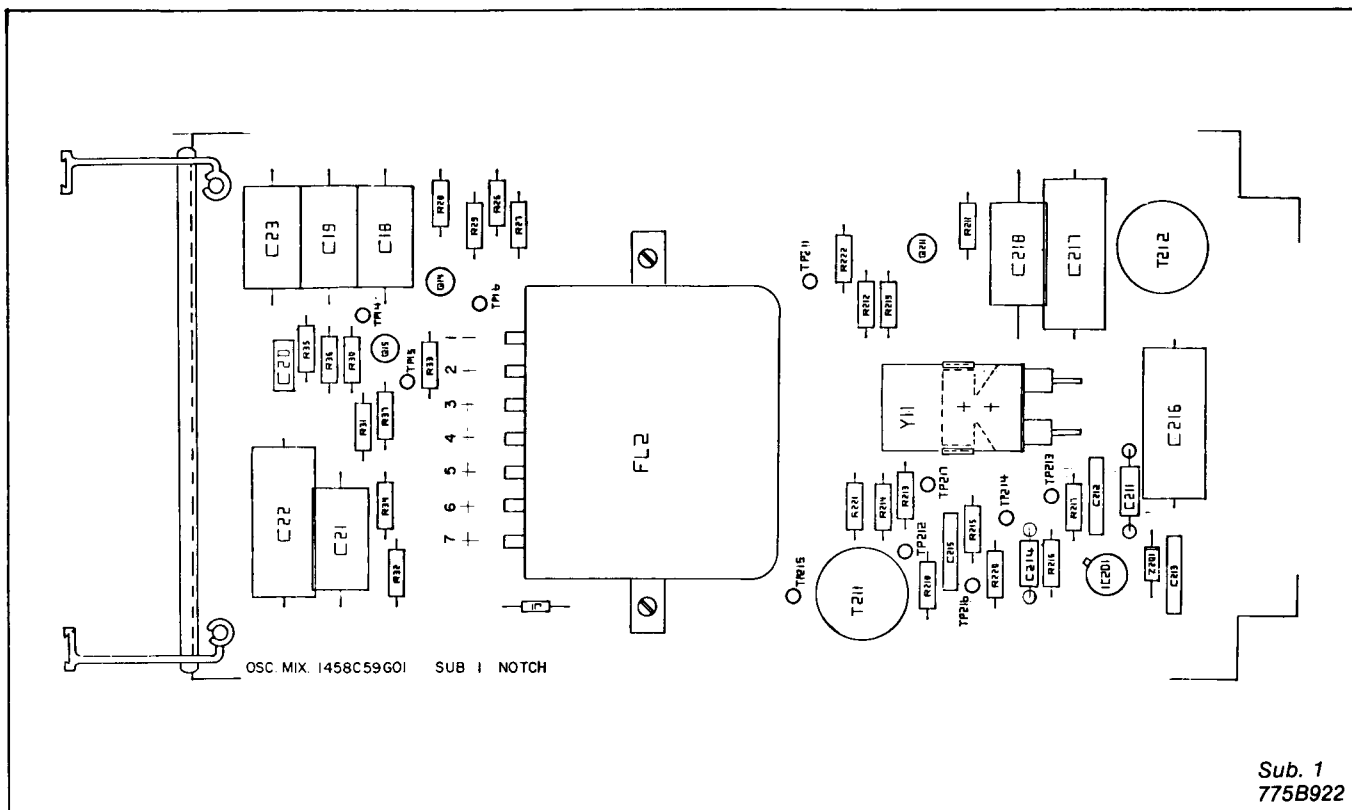 C23
C19
C18
R28
R29
R26
R27
Q14
TP14
TP16
C20
R35
R36
R30
Q15
TP15
R33
R31
R37
C22
C21
R34
R32
1
2
3
4
5
6
7
FL2
TP211
R222
Q211
R211
R212
R219
C218
C217
T212
Y11
C216
R221
R214
R213
TP217
TP212
C215
R215
TP214
TP213
R217
C212
C211
TP215
T211
R218
TP216
R220
C214
R216
IC201
Z201
C213
OSC. MIX. 1458C59G01 SUB 1 NOTCH
Sub. 1
775B922